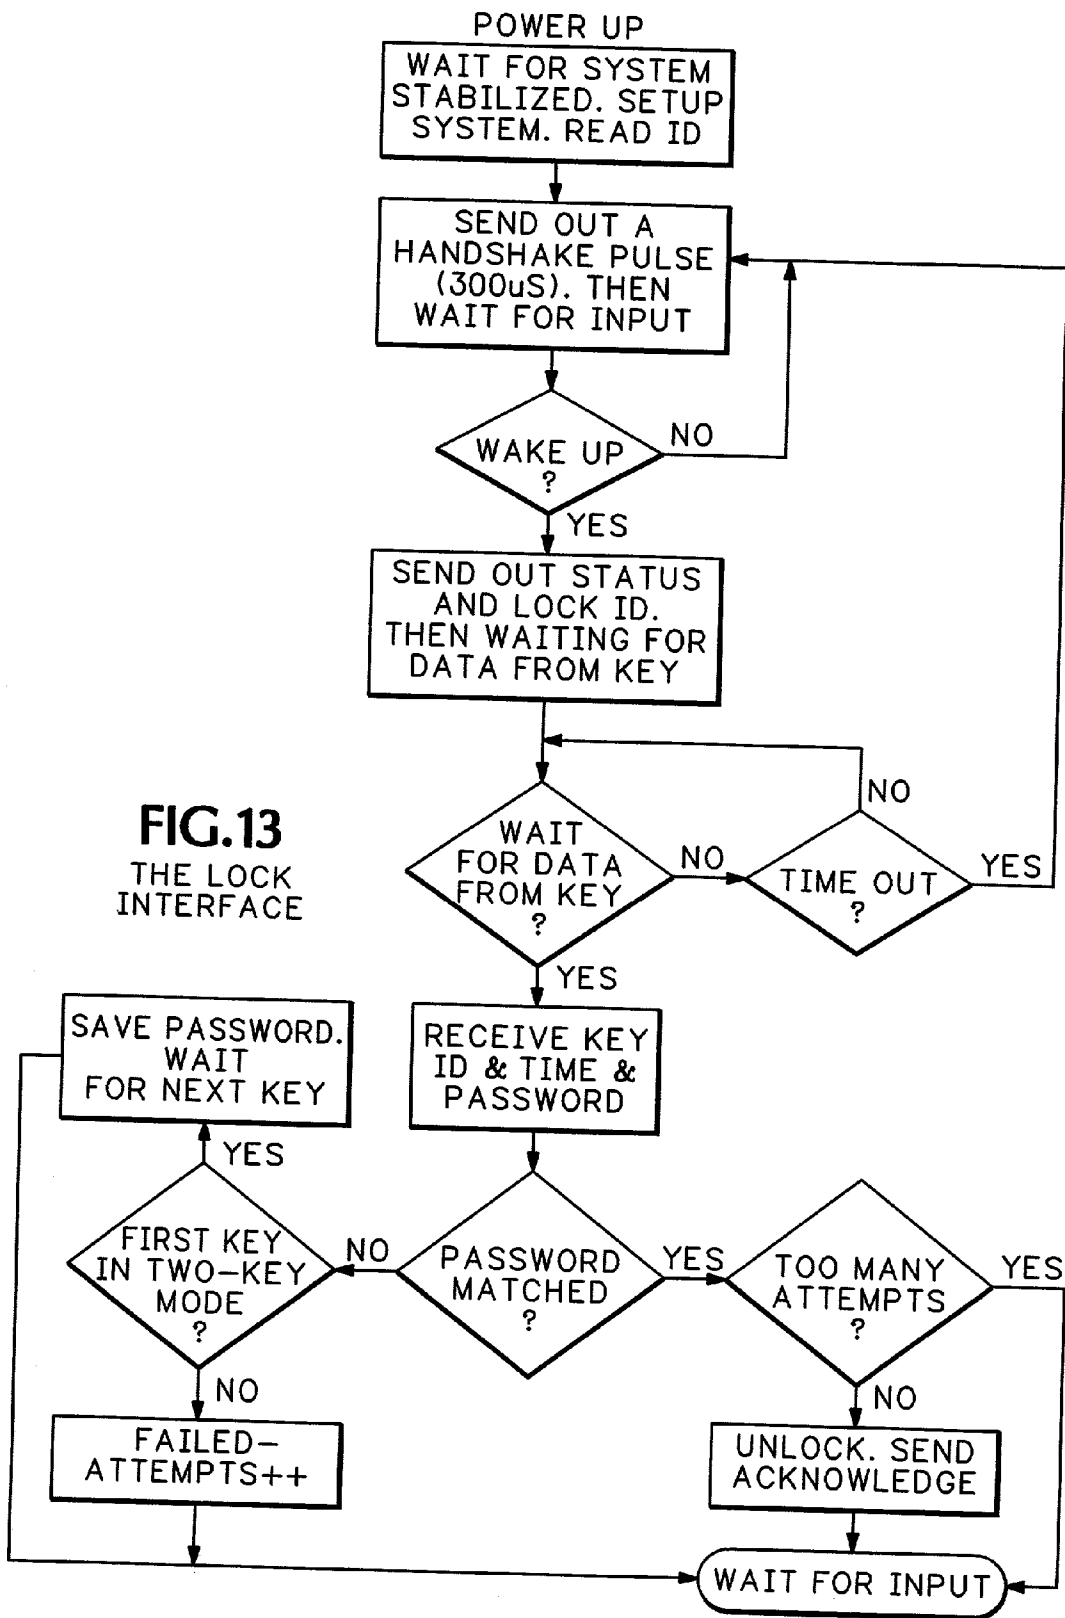 POWER UP
WAIT FOR SYSTEM
STABILIZED. SETUP
SYSTEM. READ ID
SEND OUT A
HANDSHAKE PULSE
(300uS). THEN
WAIT FOR INPUT
WAKE UP
?
NO
YES
SEND OUT STATUS
AND LOCK ID.
THEN WAITING FOR
DATA FROM KEY
FIG.13
THE LOCK
INTERFACE
WAIT
FOR DATA
FROM KEY
?
NO
TIME OUT
?
NO
YES
YES
RECEIVE KEY
ID & TIME &
PASSWORD
SAVE PASSWORD.
WAIT
FOR NEXT KEY
YES
FIRST KEY
IN TWO-KEY
MODE
?
NO
PASSWORD
MATCHED
?
YES
TOO MANY
ATTEMPTS
?
YES
NO
FAILED-
ATTEMPTS++
NO
UNLOCK. SEND
ACKNOWLEDGE
WAIT FOR INPUT